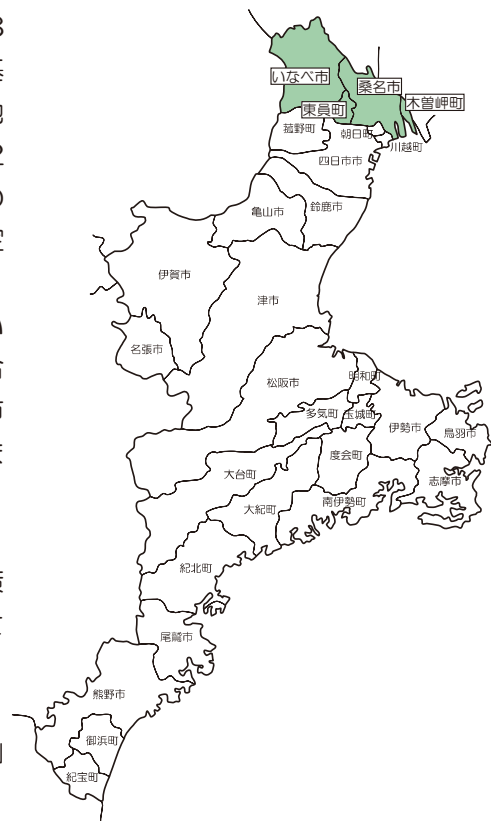 いなべ市
桑名市
木曽岬町
東員町
菰野町
朝日町
川越町
四日市市
亀山市
鈴鹿市
伊賀市
津市
名張市
松阪市
明和町
多気町
玉城町
伊勢市
鳥羽市
度会町
大台町
志摩市
大紀町
南伊勢町
紀北町
尾鷲市
熊野市
御浜町
紀宝町